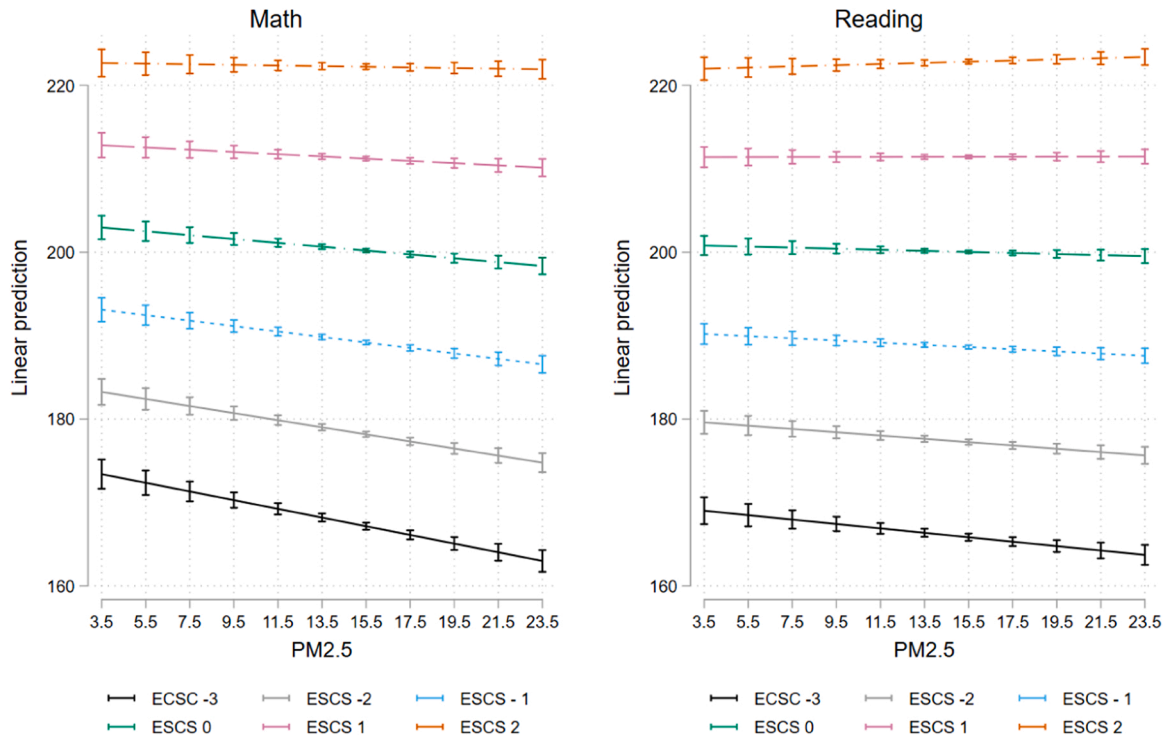 Math
Linear prediction
220
200
180
160
3.5 5.5 7.5 9.5 11.5 13.5 15.5 17.5 19.5 21.5 23.5
PM2.5
ECSC -3 ESCS -2 ESCS - 1
ESCS 0 ESCS 1 ESCS 2
Reading
Linear prediction
220
200
180
160
3.5 5.5 7.5 9.5 11.5 13.5 15.5 17.5 19.5 21.5 23.5
PM2.5
ECSC -3 ESCS -2 ESCS - 1
ESCS 0 ESCS 1 ESCS 2